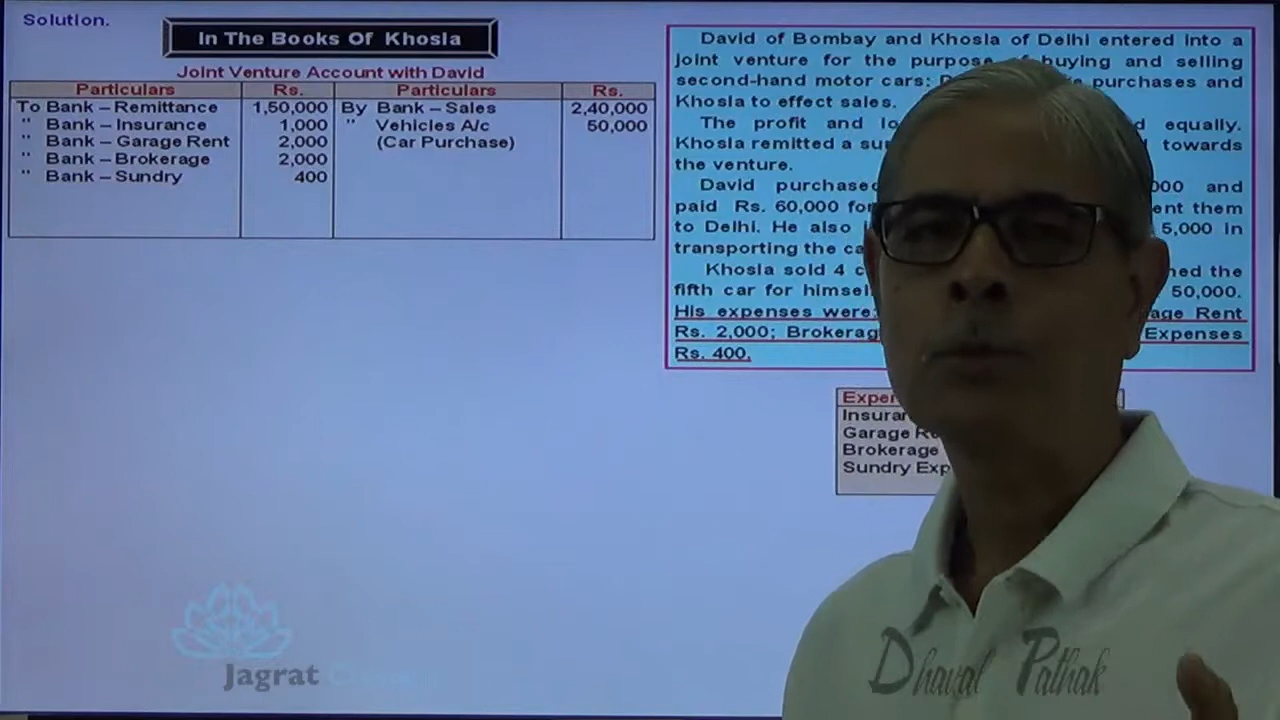 Solution.
In The Books Of Khosla
Joint Venture Account with David
Particulars Rs. Particulars Rs.
To Bank – Remittance 1,50,000 By Bank – Sales 2,40,000
" Bank – Insurance 1,000 " Vehicles A/c 50,000
" Bank – Garage Rent 2,000 (Car Purchase)
" Bank – Brokerage 2,000
" Bank – Sundry 400
David of Bombay and Khosla of Delhi entered into a
joint venture for the purpose of buying and selling
second-hand motor cars: purchases and
Khosla to effect sales.
The profit and equally.
Khosla remitted a towards
the venture.
David purchased and
paid Rs. 60,000 them
to Delhi. He also 5,000 in
transporting the
Khosla sold 4 the
fifth car for 50,000.
His expenses were: Rent
Rs. 2,000; Expenses
Rs. 400.
Garage
Brokerage
Sundry
Jagrat
Dhaval Pathak